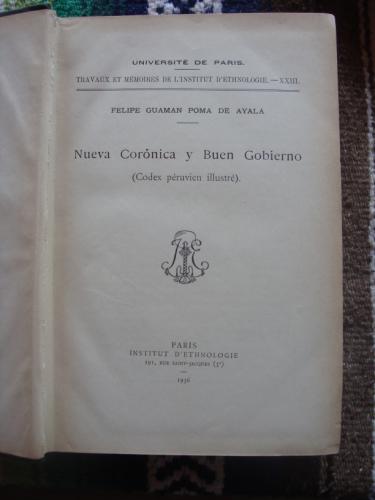 UNIVERSITÉ DE PARIS.
TRAVAUX ET MÉMOIRES DE L'INSTITUT D'ETHNOLOGIE. — XXIII.
FELIPE GUAMAN POMA DE AYALA
Nueva Corónica y Buen Gobierno
(Codex péruvien illustré).
PARIS
INSTITUT D'ETHNOLOGIE
191, RUE SAINT-JACQUES (5e)
1936